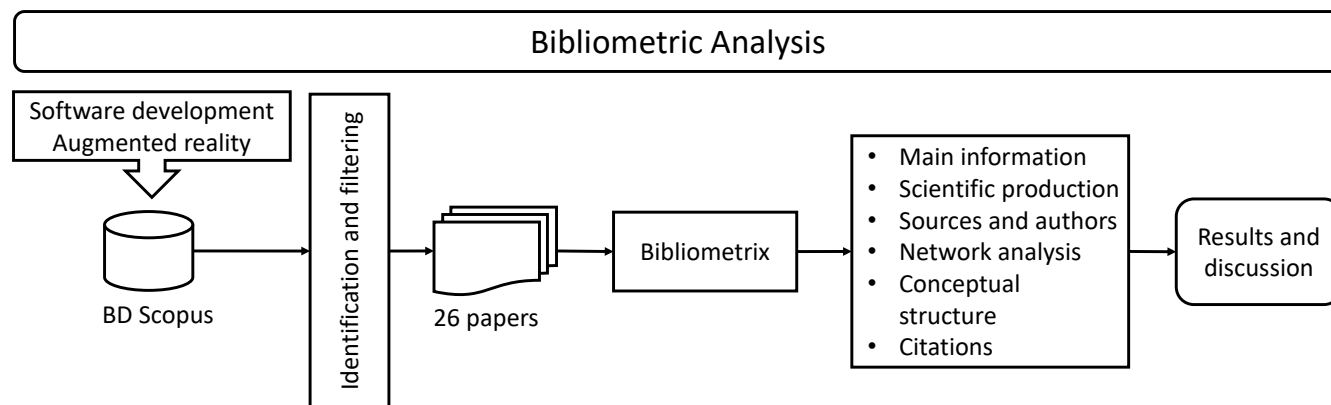 Bibliometric Analysis
Software development
Augmented reality
BD Scopus
Identification and filtering
26 papers
Bibliometrix
• Main information
• Scientific production
• Sources and authors
• Network analysis
• Conceptual
structure
• Citations
Results and
discussion